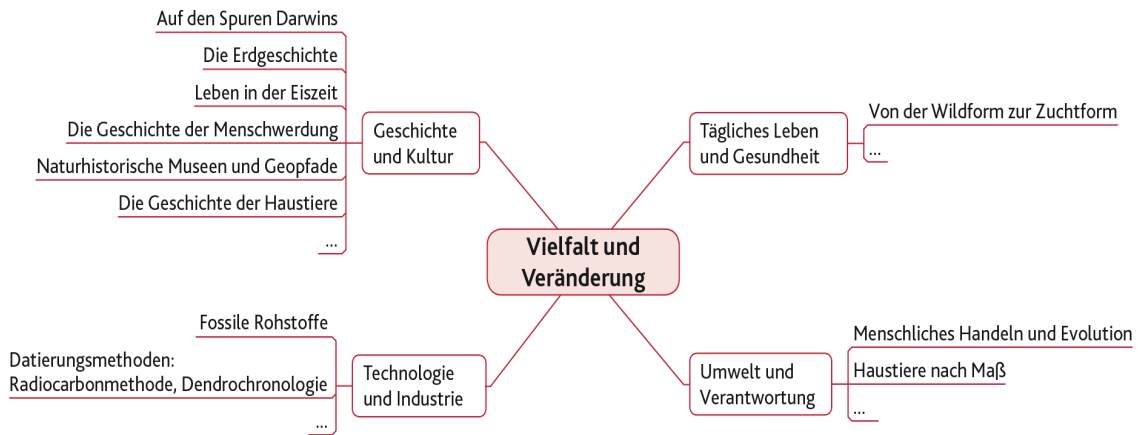 Auf den Spuren Darwins
Die Erdgeschichte
Leben in der Eiszeit
Die Geschichte der Menschwerdung
Naturhistorische Museen und Geopfade
Die Geschichte der Haustiere
...
Geschichte
und Kultur
Tägliches Leben
und Gesundheit
Von der Wildform zur Zuchtform
...
Vielfalt und
Veränderung
Fossile Rohstoffe
Datierungsmethoden:
Radiocarbonmethode, Dendrochronologie
...
Technologie
und Industrie
Umwelt und
Verantwortung
Menschliches Handeln und Evolution
Haustiere nach Maß
...